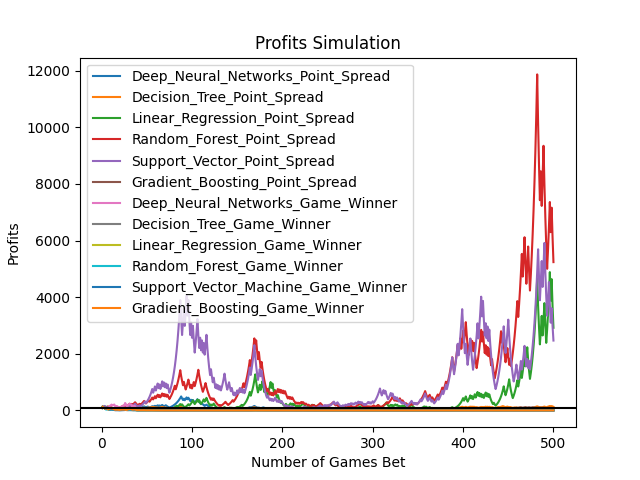 Profits Simulation
12000
10000
8000
6000
4000
2000
0
Profits
Deep_Neural_Networks_Point_Spread
Decision_Tree_Point_Spread
Linear_Regression_Point_Spread
Random_Forest_Point_Spread
Support_Vector_Point_Spread
Gradient_Boosting_Point_Spread
Deep_Neural_Networks_Game_Winner
Decision_Tree_Game_Winner
Linear_Regression_Game_Winner
Random_Forest_Game_Winner
Support_Vector_Machine_Game_Winner
Gradient_Boosting_Game_Winner
0 100 200 300 400 500
Number of Games Bet